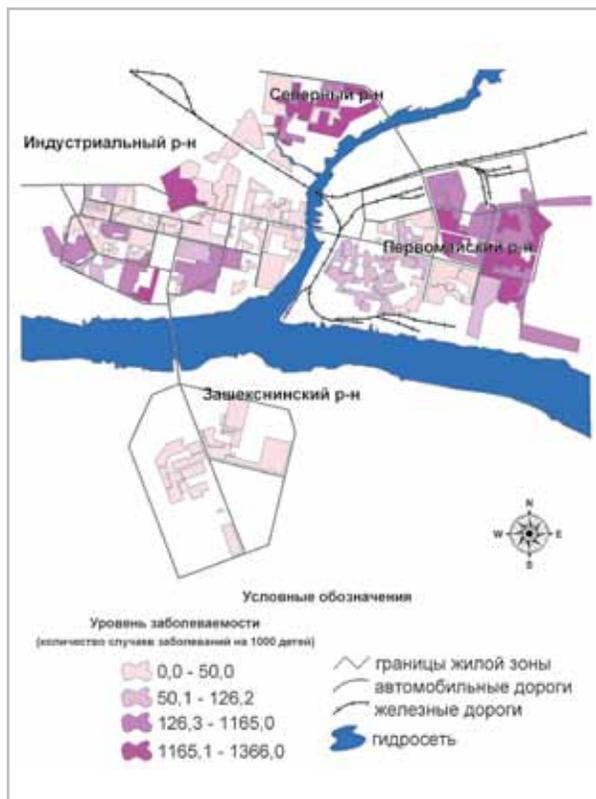 Северный р-н
Индустриальный р-н
Первомайский р-н
Зашекснинский р-н
N
W E
S
Условные обозначения
Уровень заболеваемости
(количество случаев заболеваний на 1000 детей)
0,0 - 50,0
50,1 - 126,2
126,3 - 1165,0
1165,1 - 1366,0
границы жилой зоны
автомобильные дороги
железные дороги
гидросеть